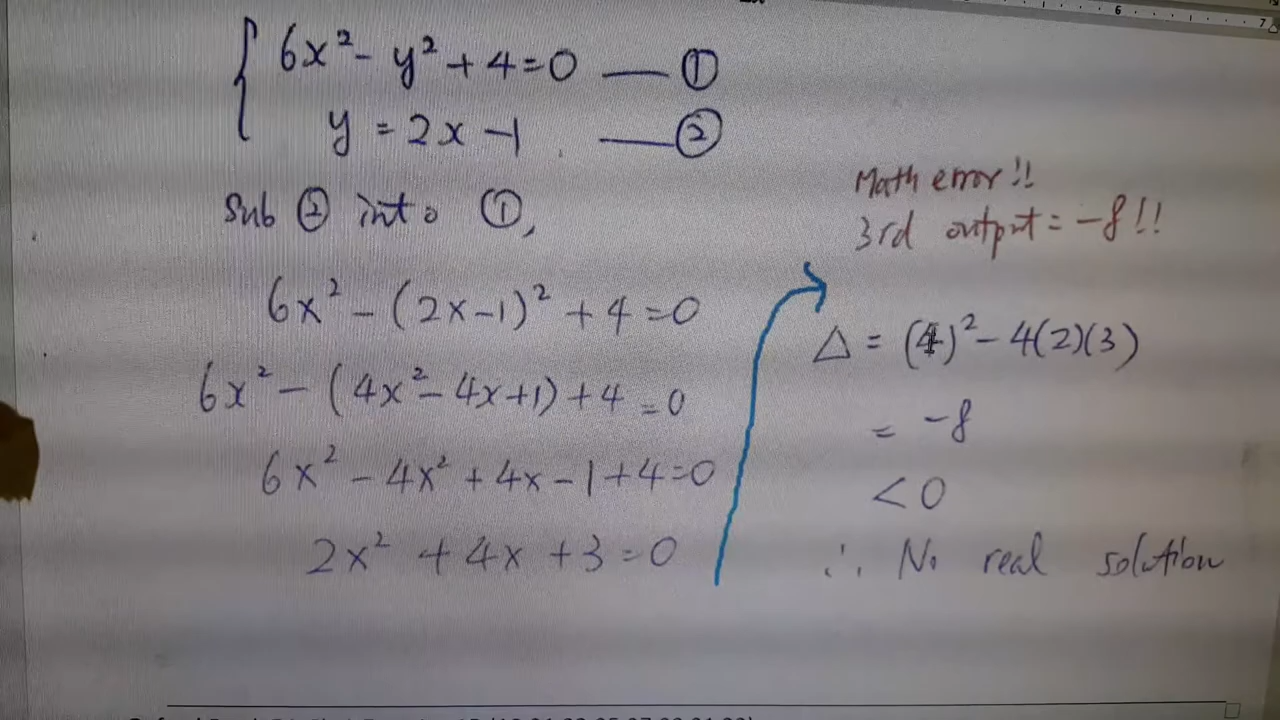 6x² - y² + 4 = 0 — ①
y = 2x - 1 — ②
Sub ② into ①,
6x² - (2x-1)² + 4 = 0
6x² - (4x² - 4x+1) + 4 = 0
6x² - 4x² + 4x - 1 + 4 = 0
2x² + 4x + 3 = 0
Math error!!
3rd output = -8!!
Δ = (4)² - 4(2)(3)
= -8
< 0
∴ No real solution
6
7